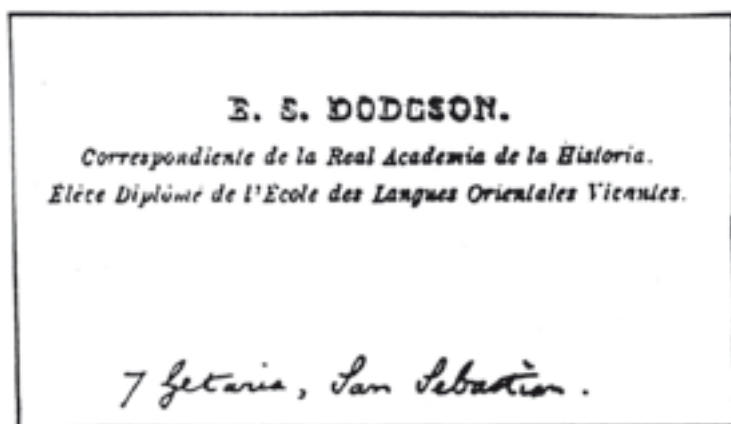 E. S. DODGSON.
Correspondiente de la Real Academia de la Historia.
Élève Diplômé de l'École des Langues Orientales Vivantes.
7 Getaria, San Sebastian.